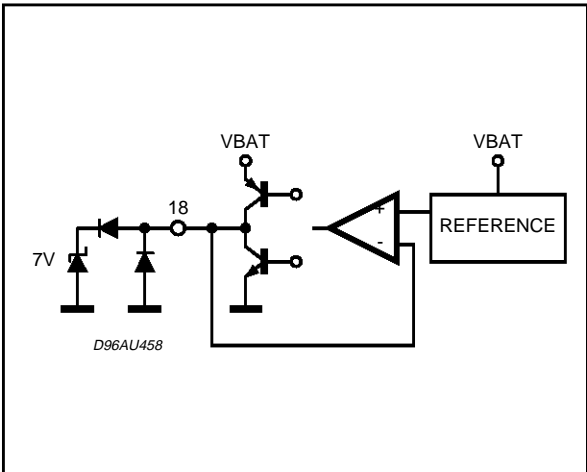 VBAT
VBAT
18
+
REFERENCE
-
7V
D96AU458